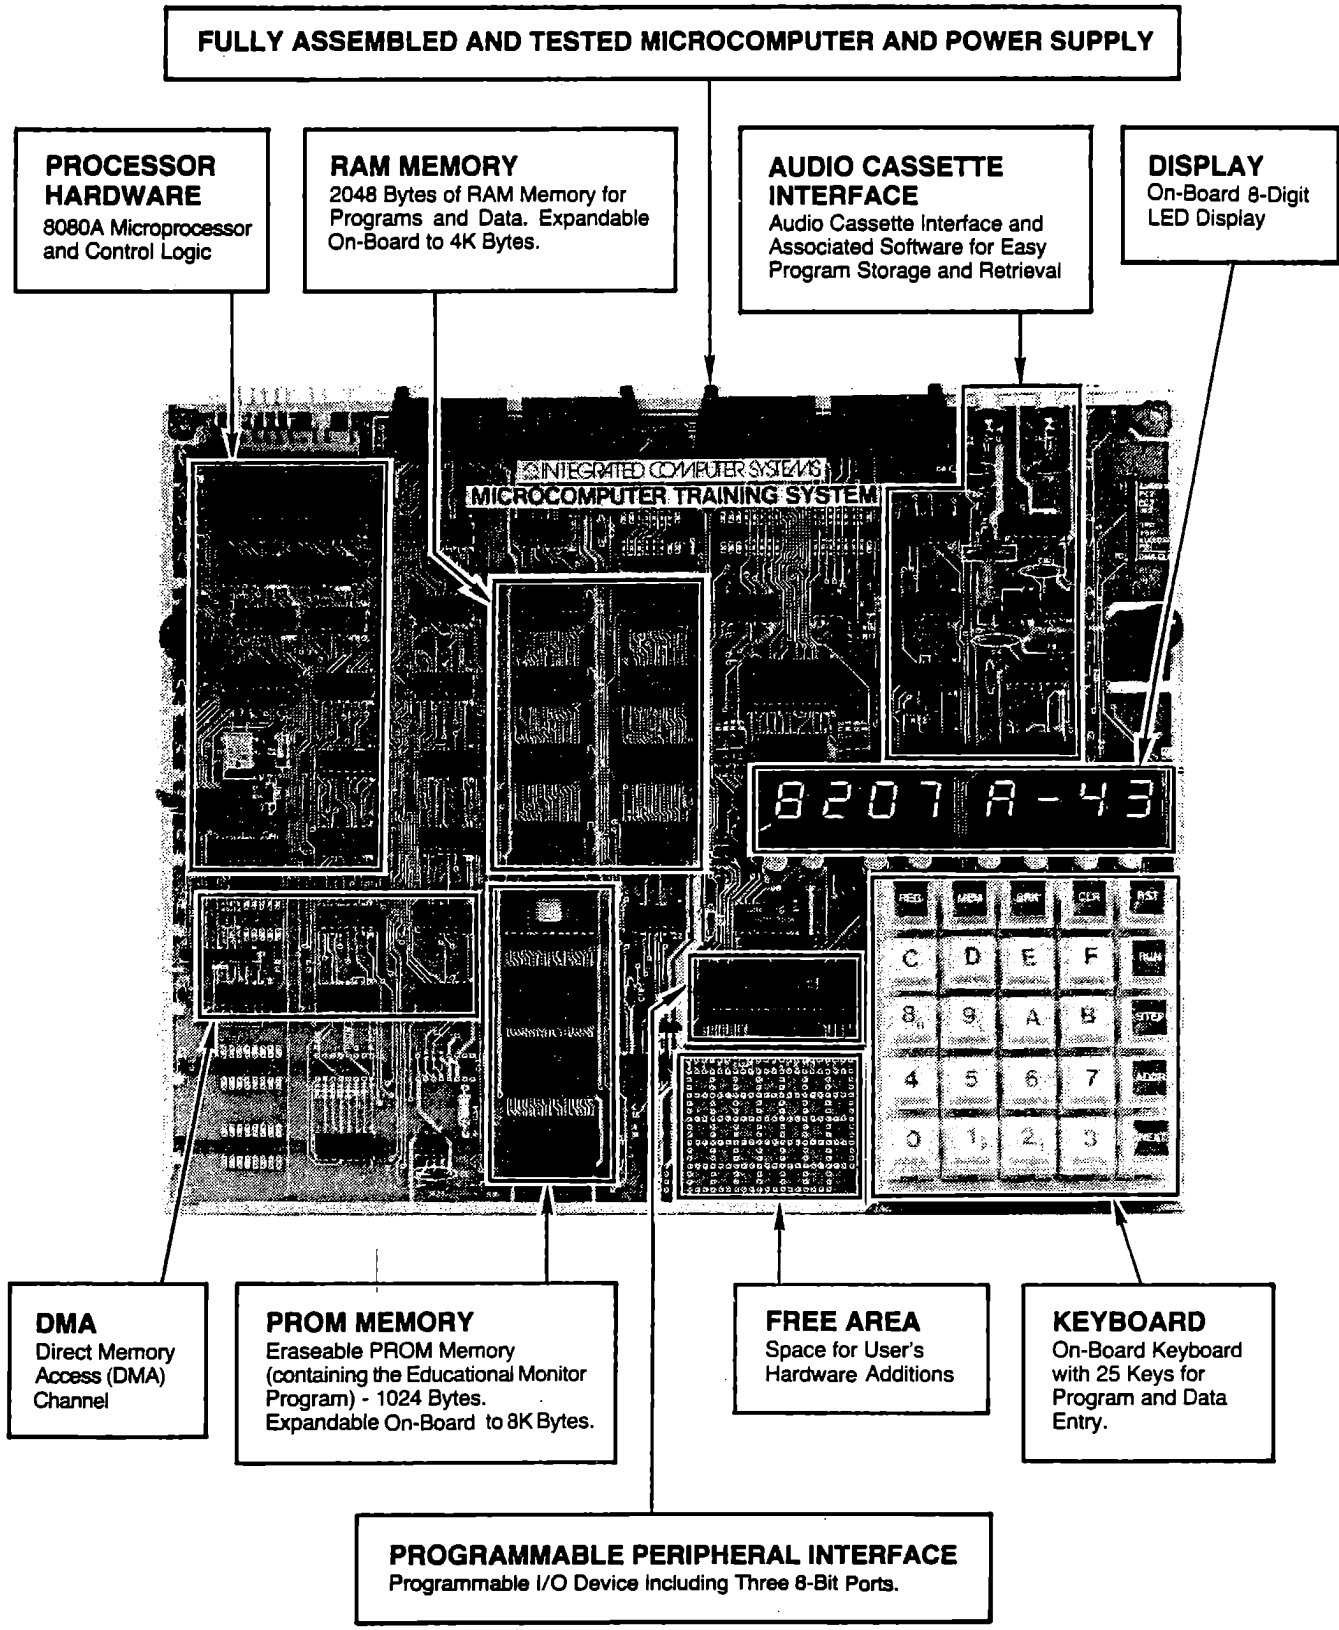 FULLY ASSEMBLED AND TESTED MICROCOMPUTER AND POWER SUPPLY
PROCESSOR
HARDWARE
8080A Microprocessor
and Control Logic
RAM MEMORY
2048 Bytes of RAM Memory for
Programs and Data. Expandable
On-Board to 4K Bytes.
AUDIO CASSETTE
INTERFACE
Audio Cassette Interface and
Associated Software for Easy
Program Storage and Retrieval
DISPLAY
On-Board 8-Digit
LED Display
© INTEGRATED COMPUTER SYSTEMS
MICROCOMPUTER TRAINING SYSTEM
8207 A-43
REG MEM BRK CLR RST
C D E F RUN
8 9 A B STEP
4 5 6 7 ADDR
0 1 2 3 NEXT
DMA
Direct Memory
Access (DMA)
Channel
PROM MEMORY
Eraseable PROM Memory
(containing the Educational Monitor
Program) - 1024 Bytes.
Expandable On-Board to 8K Bytes.
FREE AREA
Space for User's
Hardware Additions
KEYBOARD
On-Board Keyboard
with 25 Keys for
Program and Data
Entry.
PROGRAMMABLE PERIPHERAL INTERFACE
Programmable I/O Device Including Three 8-Bit Ports.